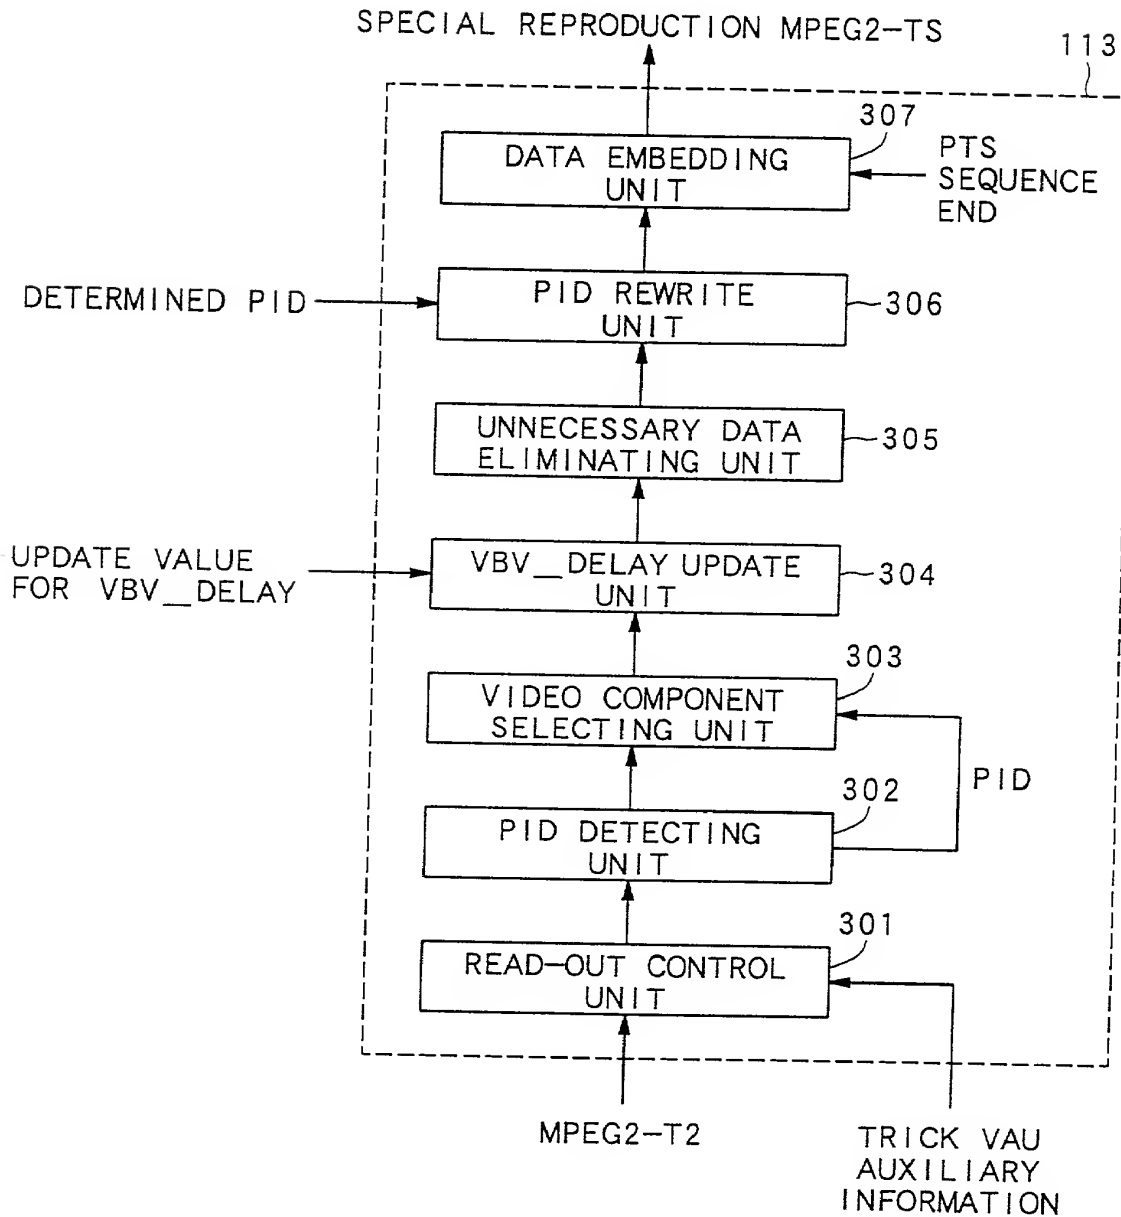 SPECIAL REPRODUCTION MPEG2-TS
113
307
DATA EMBEDDING
UNIT
PTS
SEQUENCE
END
DETERMINED PID
PID REWRITE
UNIT
306
UNNECESSARY DATA
ELIMINATING UNIT
305
UPDATE VALUE
FOR VBV__DELAY
VBV__DELAY UPDATE
UNIT
304
303
VIDEO COMPONENT
SELECTING UNIT
PID
302
PID DETECTING
UNIT
301
READ-OUT CONTROL
UNIT
MPEG2-T2
TRICK VAU
AUXILIARY
INFORMATION